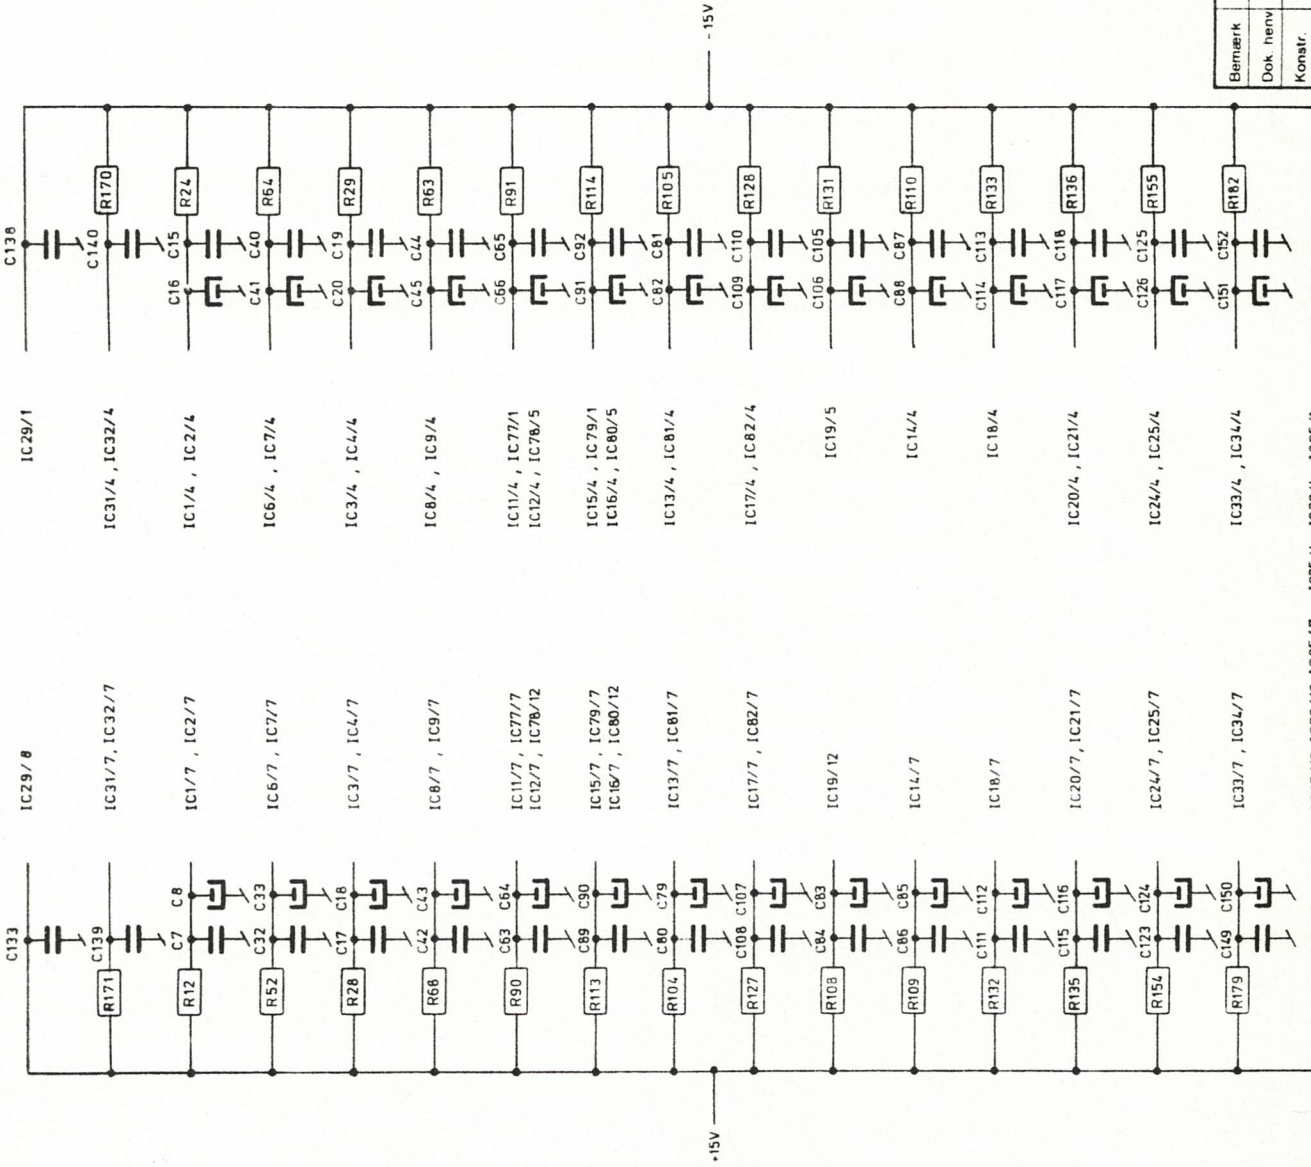 C138
-15V
Bemærk
Dok. henv
Konstr.
C140
R170
C16
C15
R24
C41
C40
R64
C20
C19
R29
C45
C44
R63
C66
C65
R91
C91
C92
R114
C82
C81
R105
C109
C110
R128
C106
C105
R131
C88
C87
R110
C114
C113
R133
C117
C118
R136
C126
C125
R155
C151
C152
R182
IC29/1
IC31/4 , IC32/4
IC1/4 , IC2/4
IC6/4 , IC7/4
IC3/4 , IC4/4
IC8/4 , IC9/4
IC11/4 , IC77/1
IC12/4 , IC78/5
IC15/4 , IC79/1
IC16/4 , IC80/5
IC13/4 , IC81/4
IC17/4 , IC82/4
IC19/5
IC14/4
IC18/4
IC20/4 , IC21/4
IC24/4 , IC25/4
IC33/4 , IC34/4
IC29/8
IC31/7, IC32/7
IC1/7 , IC2/7
IC6/7 , IC7/7
IC3/7 , IC4/7
IC8/7 , IC9/7
IC11/7 , IC77/7
IC12/7 , IC78/12
IC15/7 , IC79/7
IC16/7 , IC80/12
IC13/7 , IC81/7
IC17/7 , IC82/7
IC19/12
IC14/7
IC18/7
IC20/7, IC21/7
IC24/7 , IC25/7
IC33/7 , IC34/7
C133
C139
R171
C7
C8
R12
C32
C33
R52
C17
C18
R28
C42
C43
R68
C63
C64
R90
C89
C90
R113
C80
C79
R104
C108
C107
R127
C84
C83
R108
C86
C85
R109
C111
C112
R132
C115
C116
R135
C123
C124
R154
C149
C150
R179
+15V